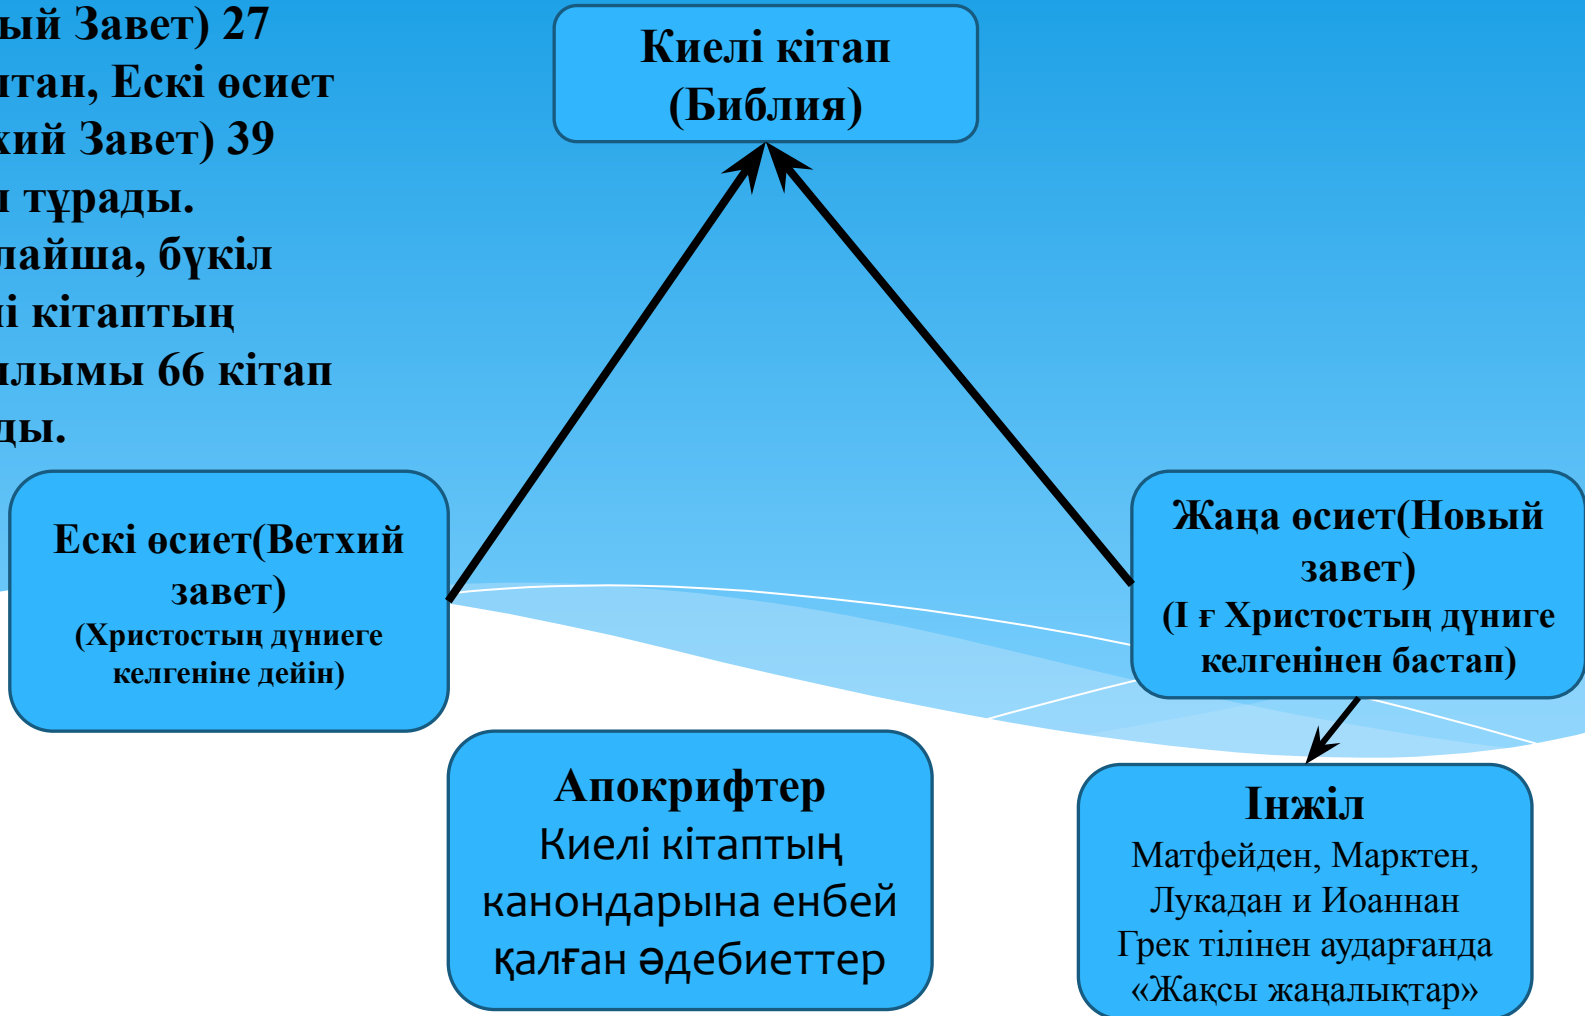 ый Завет) 27
птан, Ескі өсиет
хий Завет) 39
тұрады.
лайша, бүкіл
і кітаптың
лымы 66 кітап
ды.
Киелі кітап
(Библия)
Ескі өсиет(Ветхий
завет)
(Христостың дүниеге
келгеніне дейін)
Жаңа өсиет(Новый
завет)
(I ғ Христостың дүниге
келгенінен бастап)
Апокрифтер
Киелі кітаптың
канондарына енбей
қалған әдебиеттер
Інжіл
Матфейден, Марктен,
Лукадан и Иоаннан
Грек тілінен аударғанда
«Жақсы жаңалықтар»